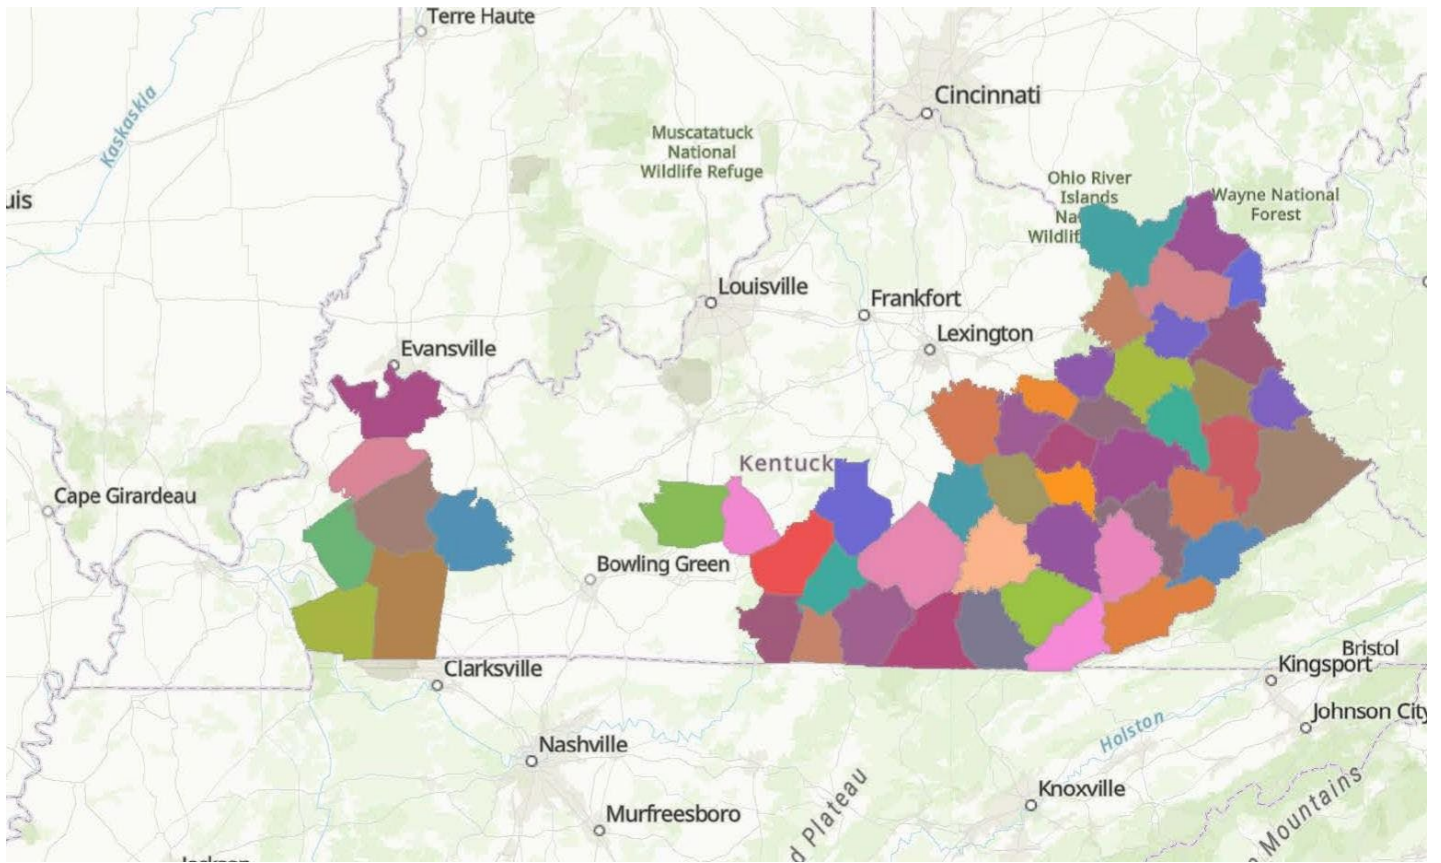 Terre Haute
Kaskaskia
Cincinnati
Muscatatuck
National
Wildlife Refuge
Ohio River
Islands
Na
Wildlif
Wayne National
Forest
uis
Louisville
Frankfort
Lexington
Evansville
Kentuck
Cape Girardeau
Bowling Green
Clarksville
Bristol
Kingsport
Johnson City
Holston
Nashville
Knoxville
Murfreesboro
d Plateau
e Mountains